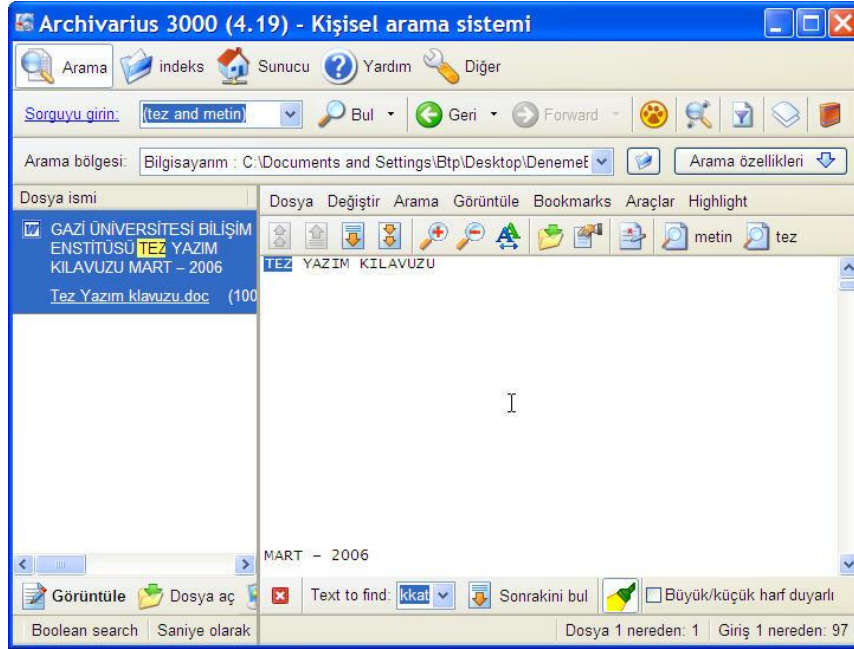 Archivarius 3000 (4.19) - Kişisel arama sistemi
Arama indeks Sunucu Yardım Diğer
Sorguyu girin: (tez and metin) Bul Geri Forward
Arama bölgesi: Bilgisayarım : C:\Documents and Settings\Btp\Desktop\DenemeE Arama özellikleri
Dosya ismi
GAZİ ÜNİVERSİTESİ BİLİŞİM
ENSTİTÜSÜ TEZ YAZIM
KILAVUZU MART – 2006
Tez Yazım klavuzu.doc (100
Dosya Değiştir Arama Görüntüle Bookmarks Araçlar Highlight
metin tez
TEZ YAZIM KILAVUZU
MART – 2006
Görüntüle Dosya aç
Text to find: kkat Sonrakini bul Büyük/küçük harf duyarlı
Boolean search Saniye olarak Dosya 1 nereden: 1 Giriş 1 nereden: 97